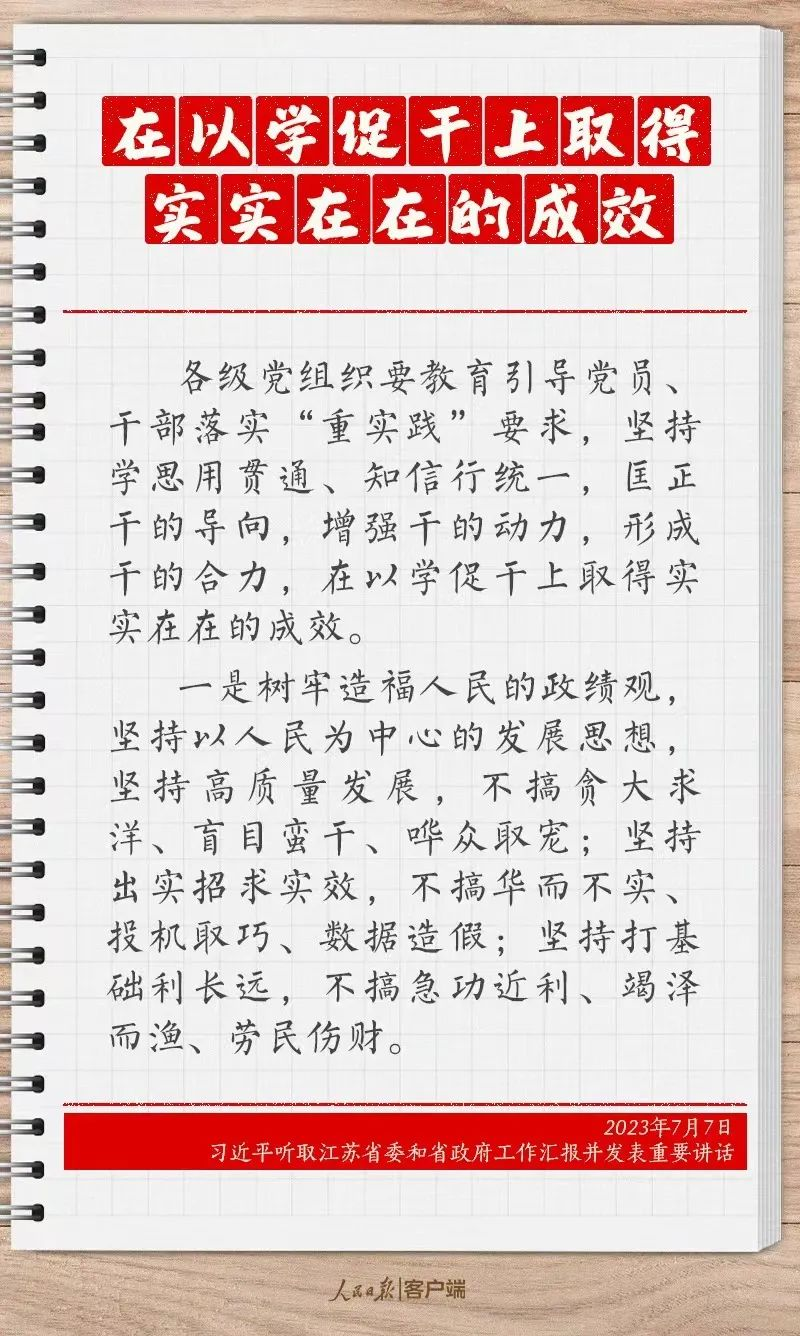 在以学促干上取得
实实在在的成效
各级党组织要教育引导党员、
干部落实“重实践”要求，坚持
学思用贯通、知信行统一，匡正
干的导向，增强干的动力，形成
干的合力，在以学促干上取得实
实在在的成效。
一是树牢造福人民的政绩观，
坚持以人民为中心的发展思想，
坚持高质量发展，不搞贪大求
洋、盲目蛮干、哗众取宠；坚持
出实招求实效，不搞华而不实、
投机取巧、数据造假；坚持打基
础利长远，不搞急功近利、竭泽
而渔、劳民伤财。
2023年7月7日
习近平听取江苏省委和省政府工作汇报并发表重要讲话
人民日报|客户端